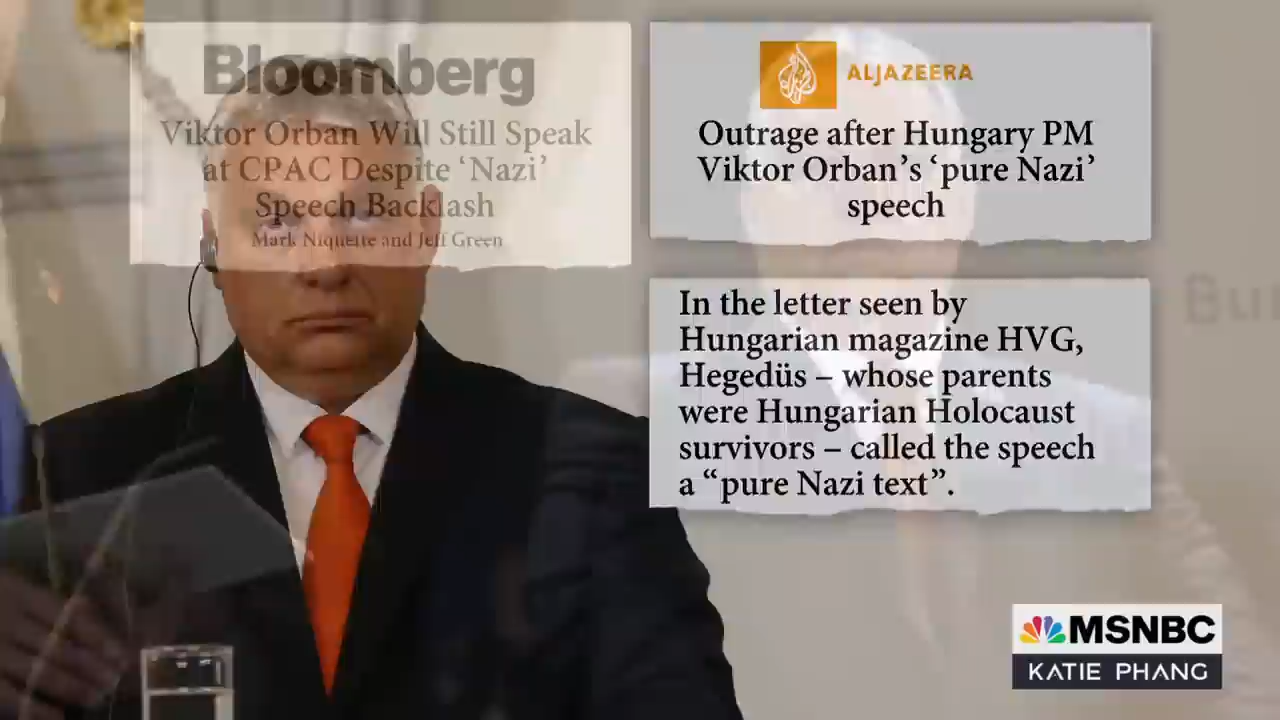 Bloomberg
Viktor Orban Will Still Speak
at CPAC Despite ‘Nazi’
Speech Backlash
Mark Niquette and Jeff Green
ALJAZEERA
Outrage after Hungary PM
Viktor Orban’s ‘pure Nazi’
speech
In the letter seen by
Hungarian magazine HVG,
Hegedüs – whose parents
were Hungarian Holocaust
survivors – called the speech
a “pure Nazi text”.
MSNBC
KATIE PHANG